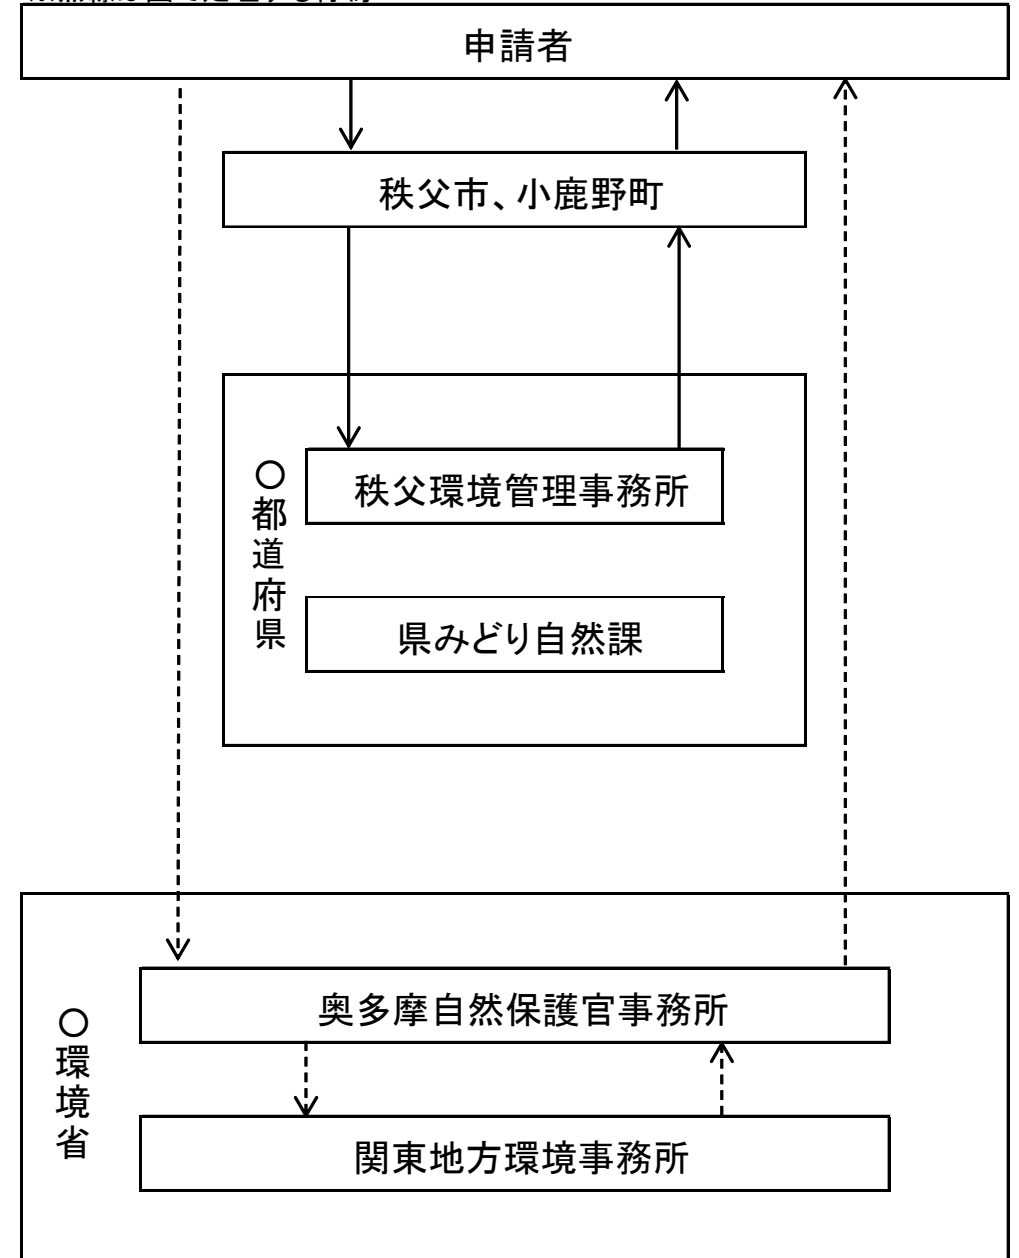 申請者
秩父市、小鹿野町
○都道府県
秩父環境管理事務所
県みどり自然課
○環境省
奥多摩自然保護官事務所
関東地方環境事務所